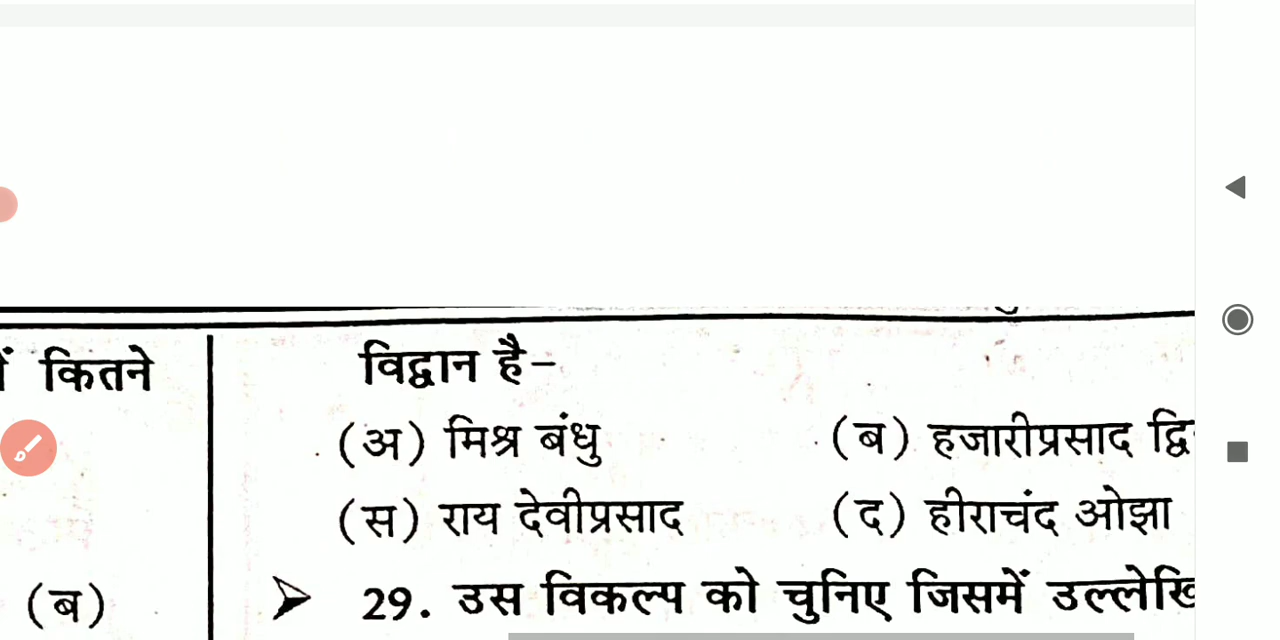 कितने
(ब)
विद्वान है–
(अ) मिश्र बंधु (ब) हजारीप्रसाद
(स) राय देवीप्रसाद (द) हीराचंद ओझा
29. उस विकल्प को चुनिए जिसमें